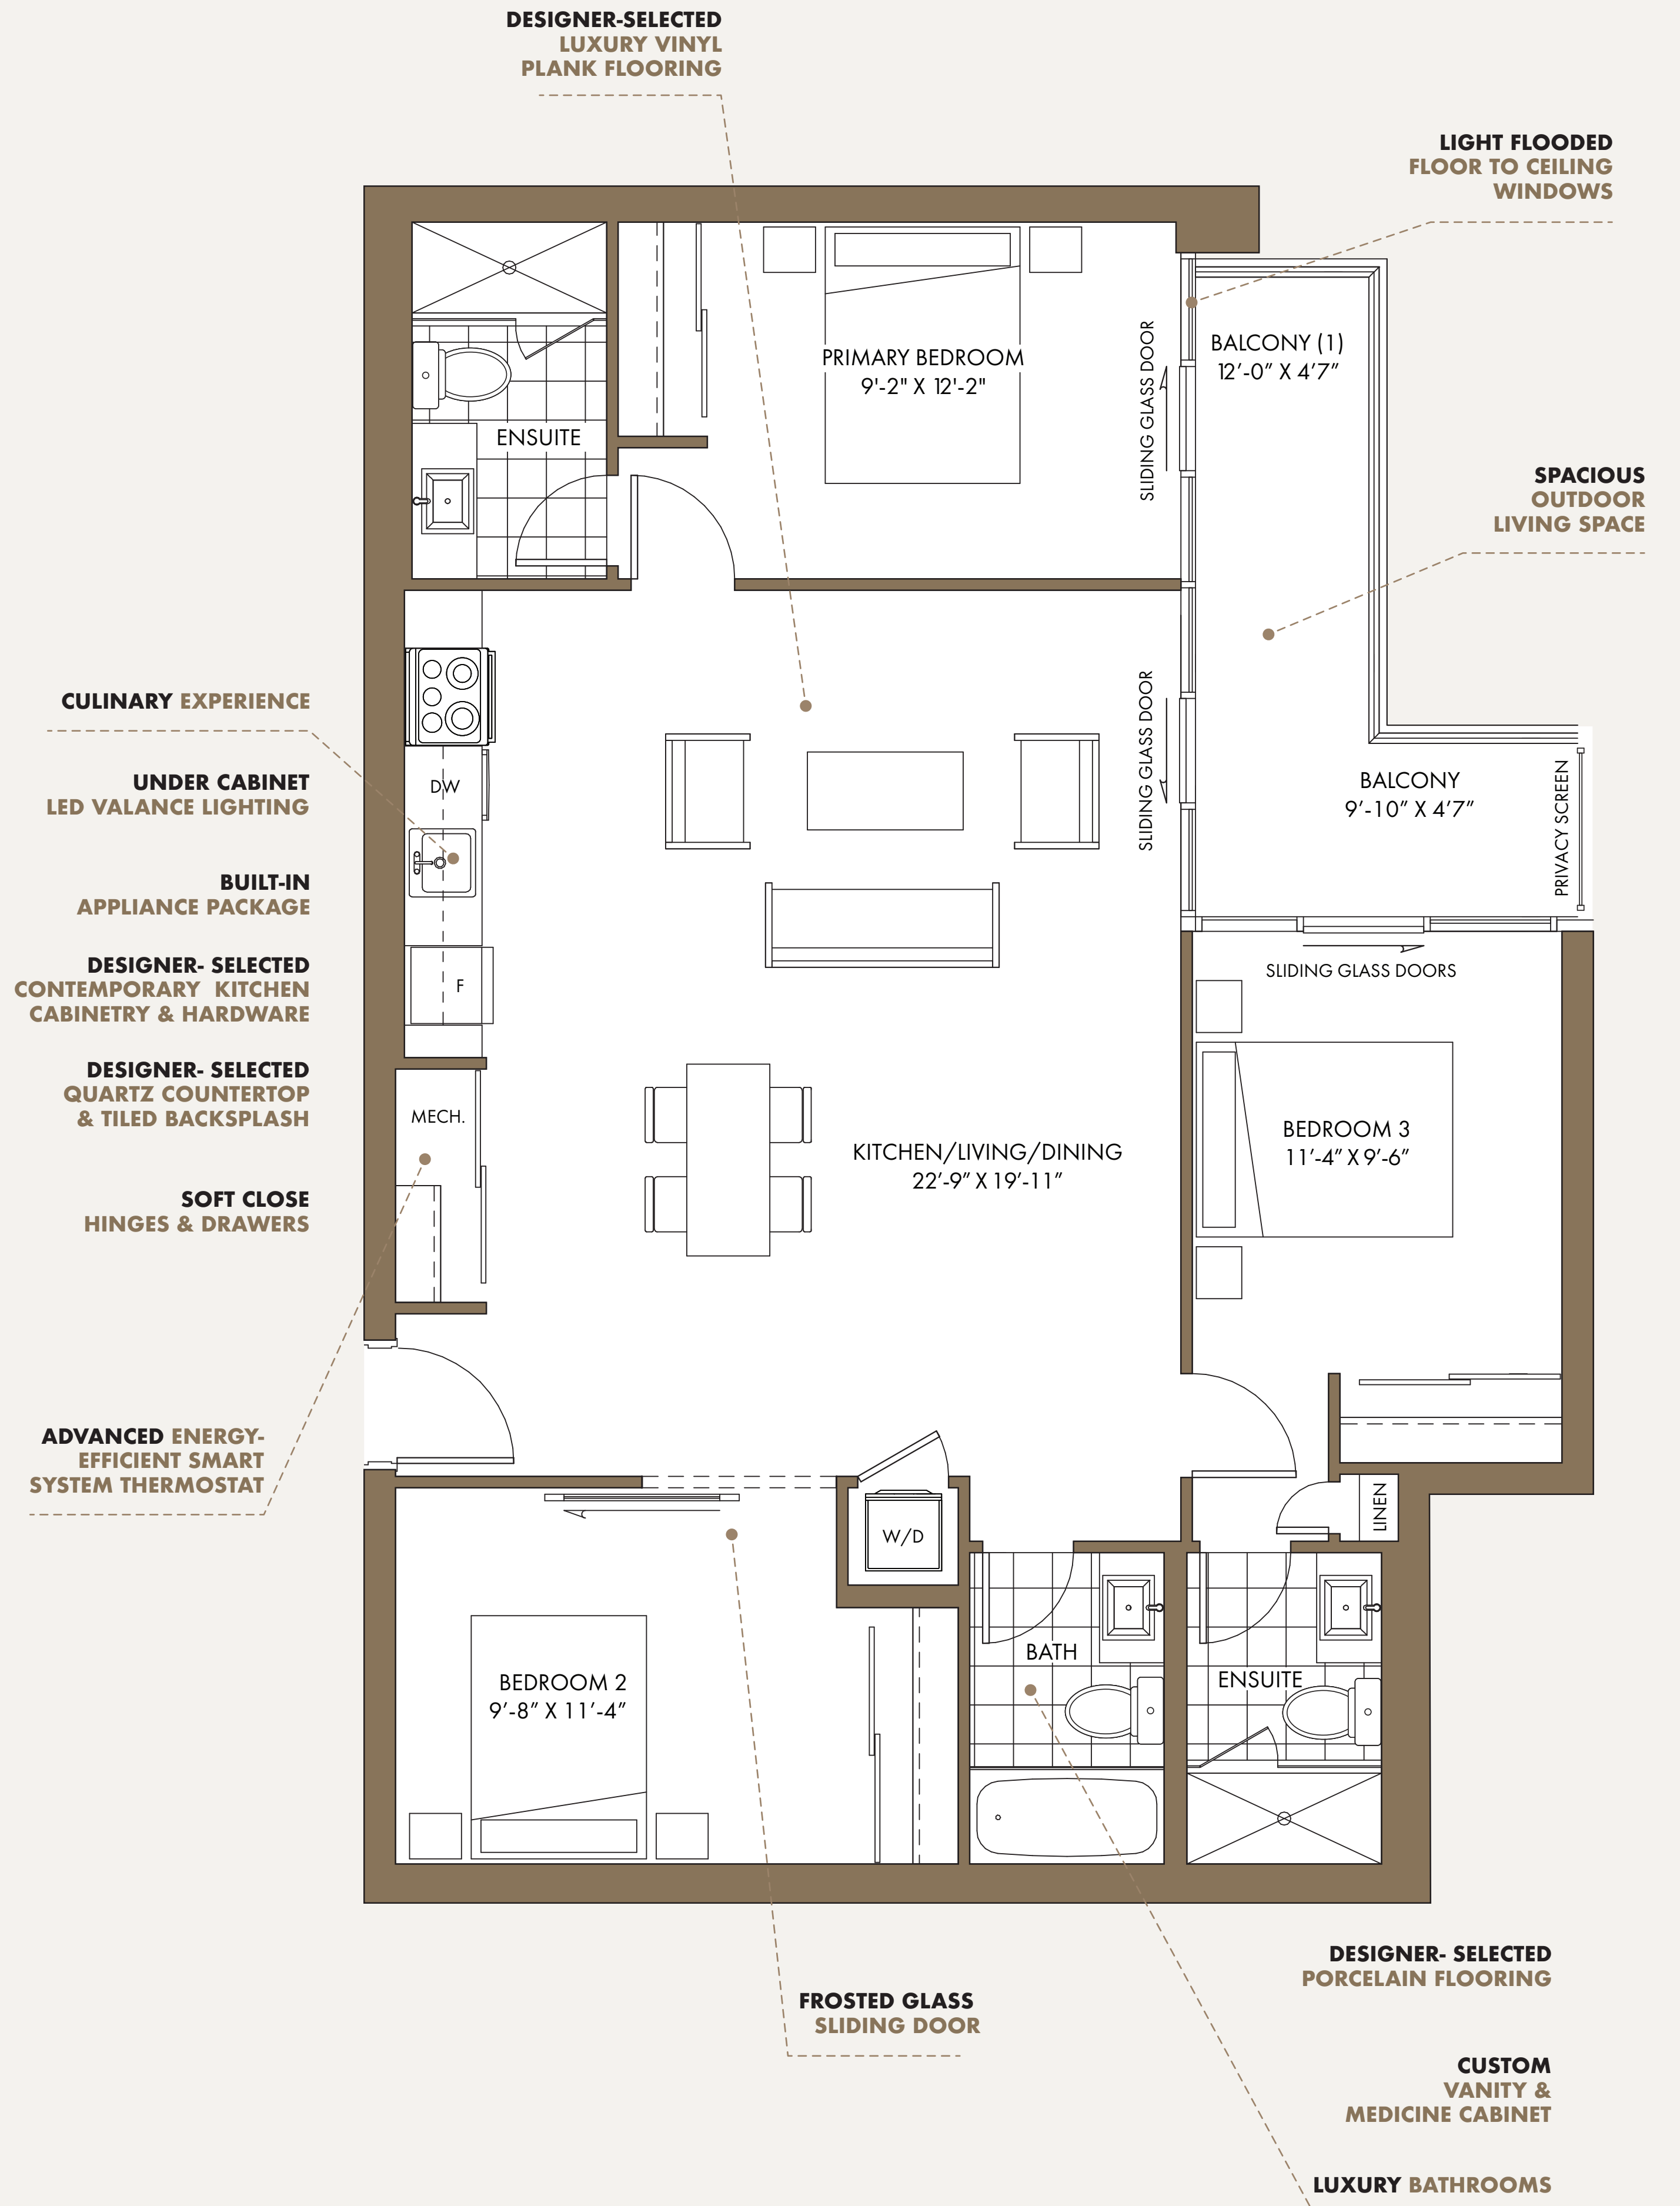 DESIGNER-SELECTED
LUXURY VINYL
PLANK FLOORING
LIGHT FLOODED
FLOOR TO CEILING
WINDOWS
SLIDING GLASS DOOR
BALCONY (1)
12’-0” X 4’7”
PRIMARY BEDROOM
9'-2" X 12'-2"
ENSUITE
SPACIOUS
OUTDOOR
LIVING SPACE
CULINARY EXPERIENCE
UNDER CABINET
LED VALANCE LIGHTING
BUILT-IN
APPLIANCE PACKAGE
DESIGNER- SELECTED
CONTEMPORARY  KITCHEN
CABINETRY & HARDWARE
DESIGNER- SELECTED
QUARTZ COUNTERTOP
& TILED BACKSPLASH
SOFT CLOSE
HINGES & DRAWERS
ADVANCED ENERGY-
EFFICIENT SMART
SYSTEM THERMOSTAT
DW
F
MECH.
SLIDING GLASS DOOR
BALCONY
9’-10” X 4’7”
PRIVACY SCREEN
SLIDING GLASS DOORS
KITCHEN/LIVING/DINING
22’-9” X 19’-11”
BEDROOM 3
11’-4” X 9’-6”
LINEN
W/D
BATH
ENSUITE
BEDROOM 2
9’-8” X 11’-4”
FROSTED GLASS
SLIDING DOOR
DESIGNER- SELECTED
PORCELAIN FLOORING
CUSTOM
VANITY &
MEDICINE CABINET
LUXURY BATHROOMS